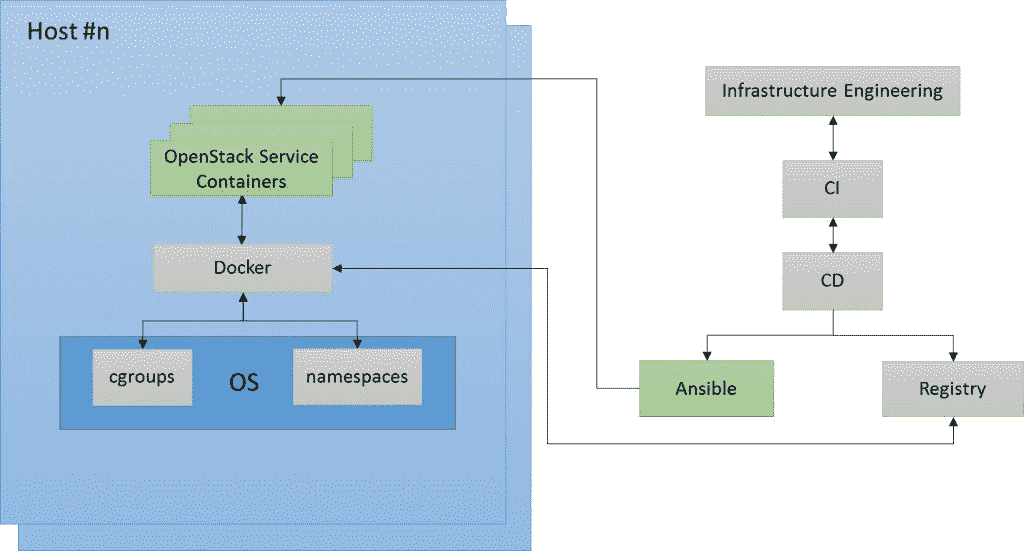 Host #n
OpenStack Service
Containers
Docker
cgroups
OS
namespaces
Infrastructure Engineering
CI
CD
Ansible
Registry